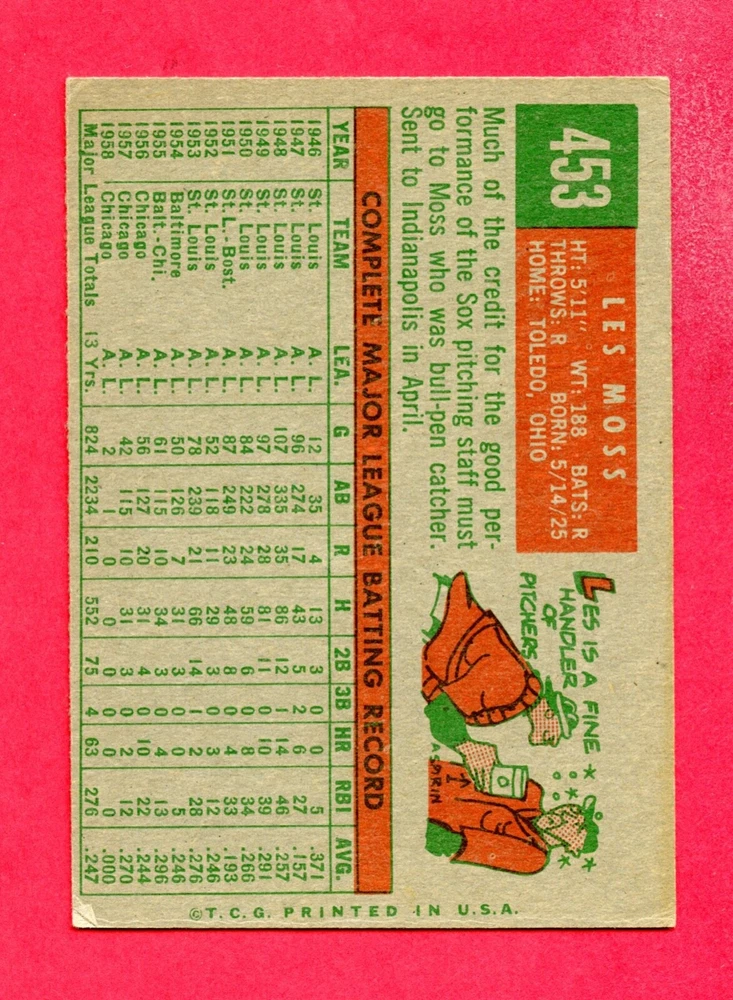 453
LES MOSS
HT: 5'11" WT: 188 BATS: R
THROWS: R BORN: 5/14/25
HOME: TOLEDO, OHIO
Much of the credit for the good per-
formance of the Sox pitching staff must
go to Moss who was bull-pen catcher.
Sent to Indianapolis in April.
LES IS A FINE
HANDLER
OF
PITCHERS
ASPIRIN
COMPLETE MAJOR LEAGUE BATTING RECORD
YEAR TEAM LEA. G AB R H 2B 3B HR RBI AVG.
1946 St. Louis A. L. 12 35 4 13 3 0 0 5 .371
1947 St. Louis A. L. 96 274 17 43 5 2 6 27 .157
1948 St. Louis A. L. 107 335 35 86 12 1 14 46 .257
1949 St. Louis A. L. 97 278 28 81 11 0 10 39 .291
1950 St. Louis A. L. 84 222 24 59 6 0 8 34 .266
1951 St. L.-Bost. A. L. 87 249 23 48 8 0 4 33 .193
1952 St. Louis A. L. 52 118 11 29 3 0 3 12 .246
1953 St. Louis A. L. 78 239 21 66 14 1 2 28 .276
1954 Baltimore A. L. 50 126 7 31 3 0 0 5 .246
1955 Balt.-Chi. A. L. 61 115 10 34 3 0 4 13 .296
1956 Chicago A. L. 56 127 20 31 4 0 10 22 .244
1957 Chicago A. L. 42 115 10 31 3 0 2 12 .270
1958 Chicago A. L. 2 1 0 0 0 0 0 0 .000
Major League Totals 13 Yrs. 824 2234 210 552 75 4 63 276 .247
©T.C.G. PRINTED IN U.S.A.